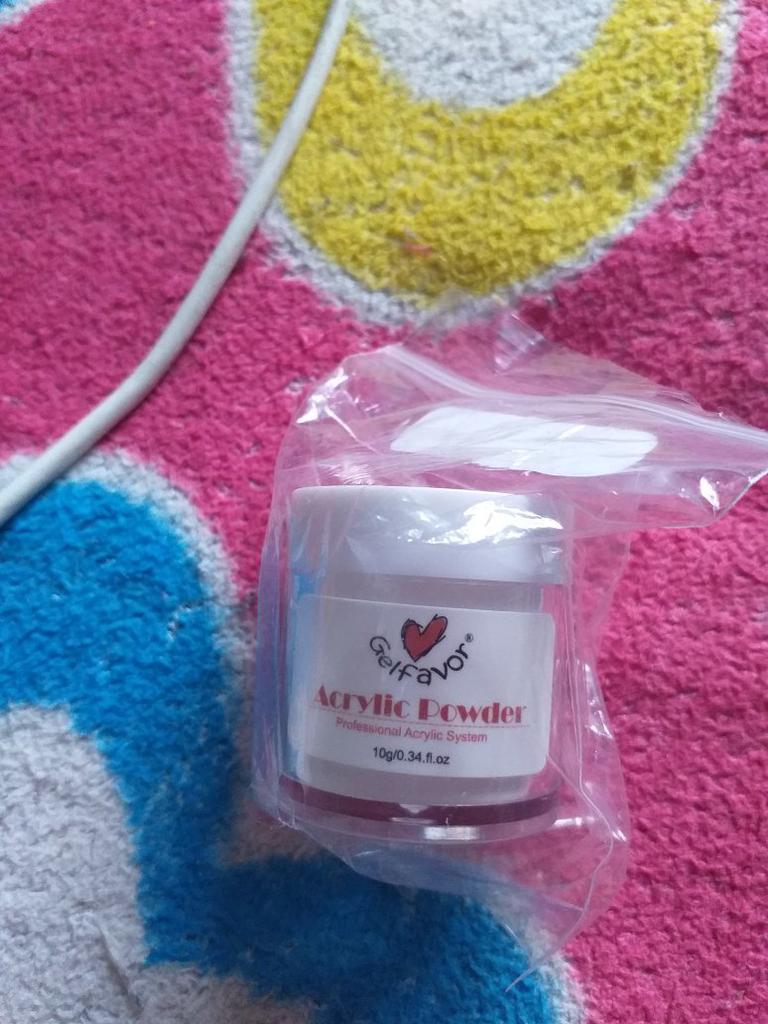 Gelfavor®
Acrylic Powder
Professional Acrylic System
10g/0.34.fl.oz